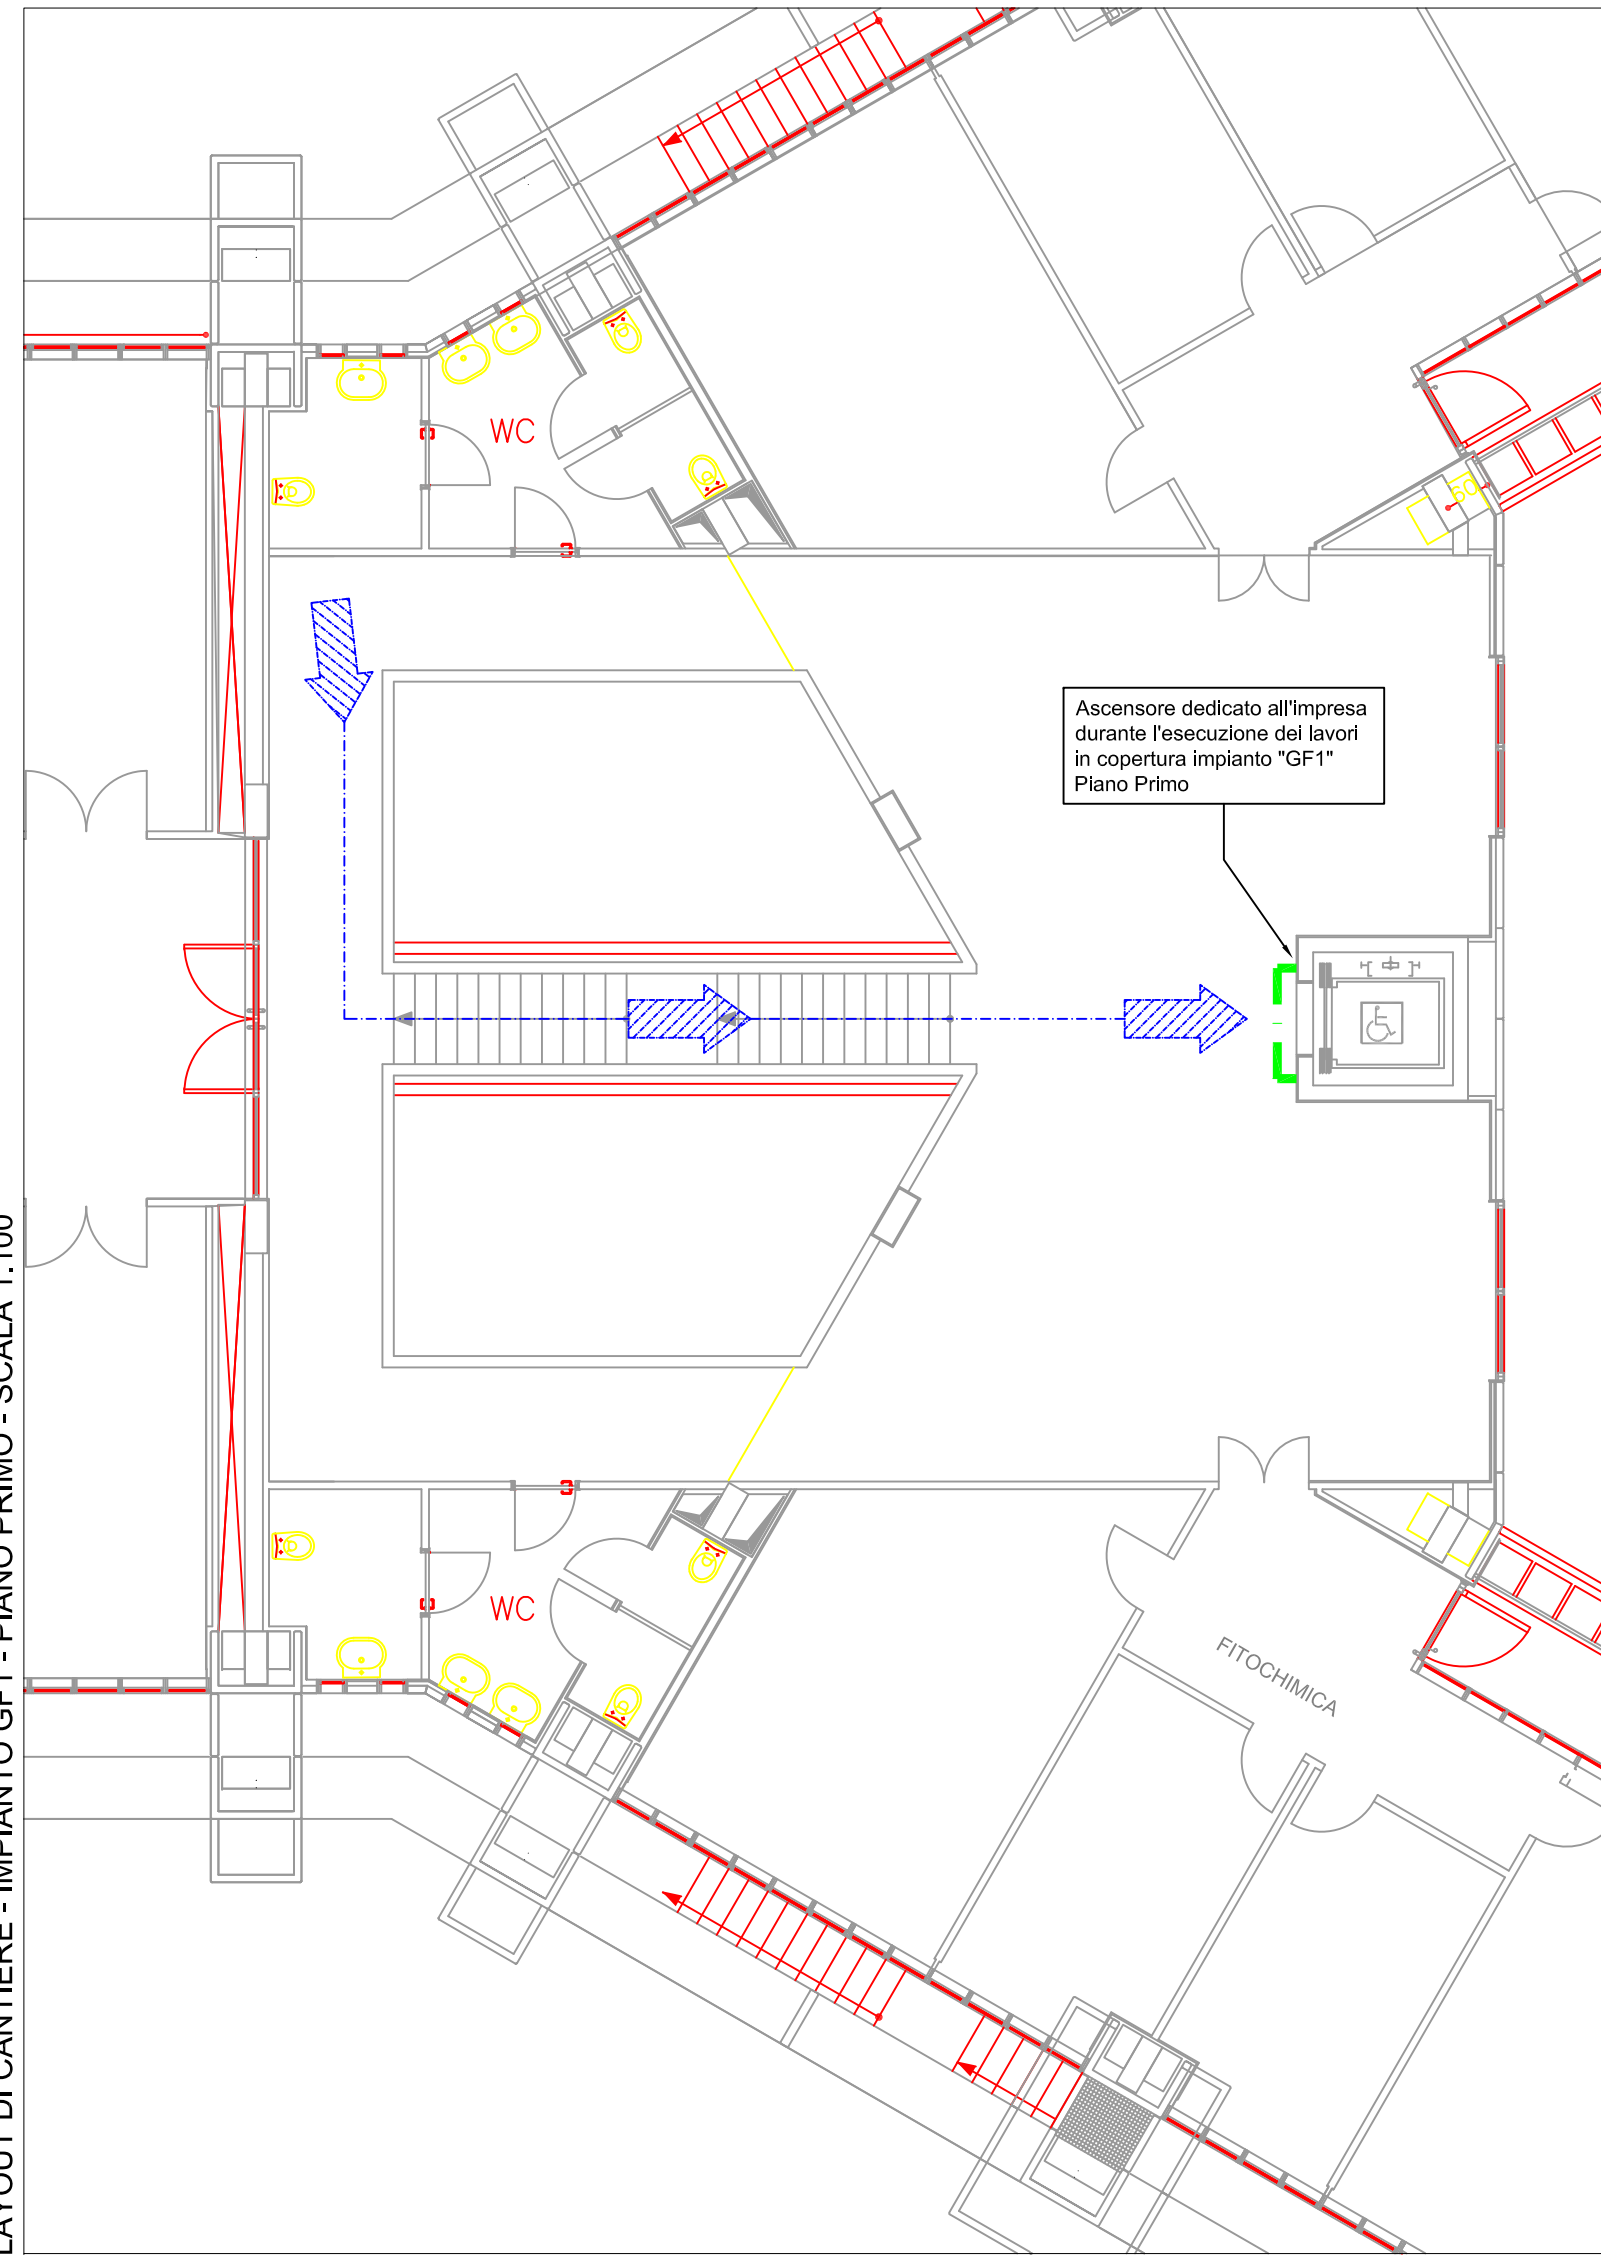 WC
60
Ascensore dedicato all'impresa
durante l'esecuzione dei lavori
in copertura impianto "GF1"
Piano Primo
WC
FITOCHIMICA
LAYOUT DI CANTIERE - IMPIANTO GF1 - PIANO PRIMO - SCALA 1:100